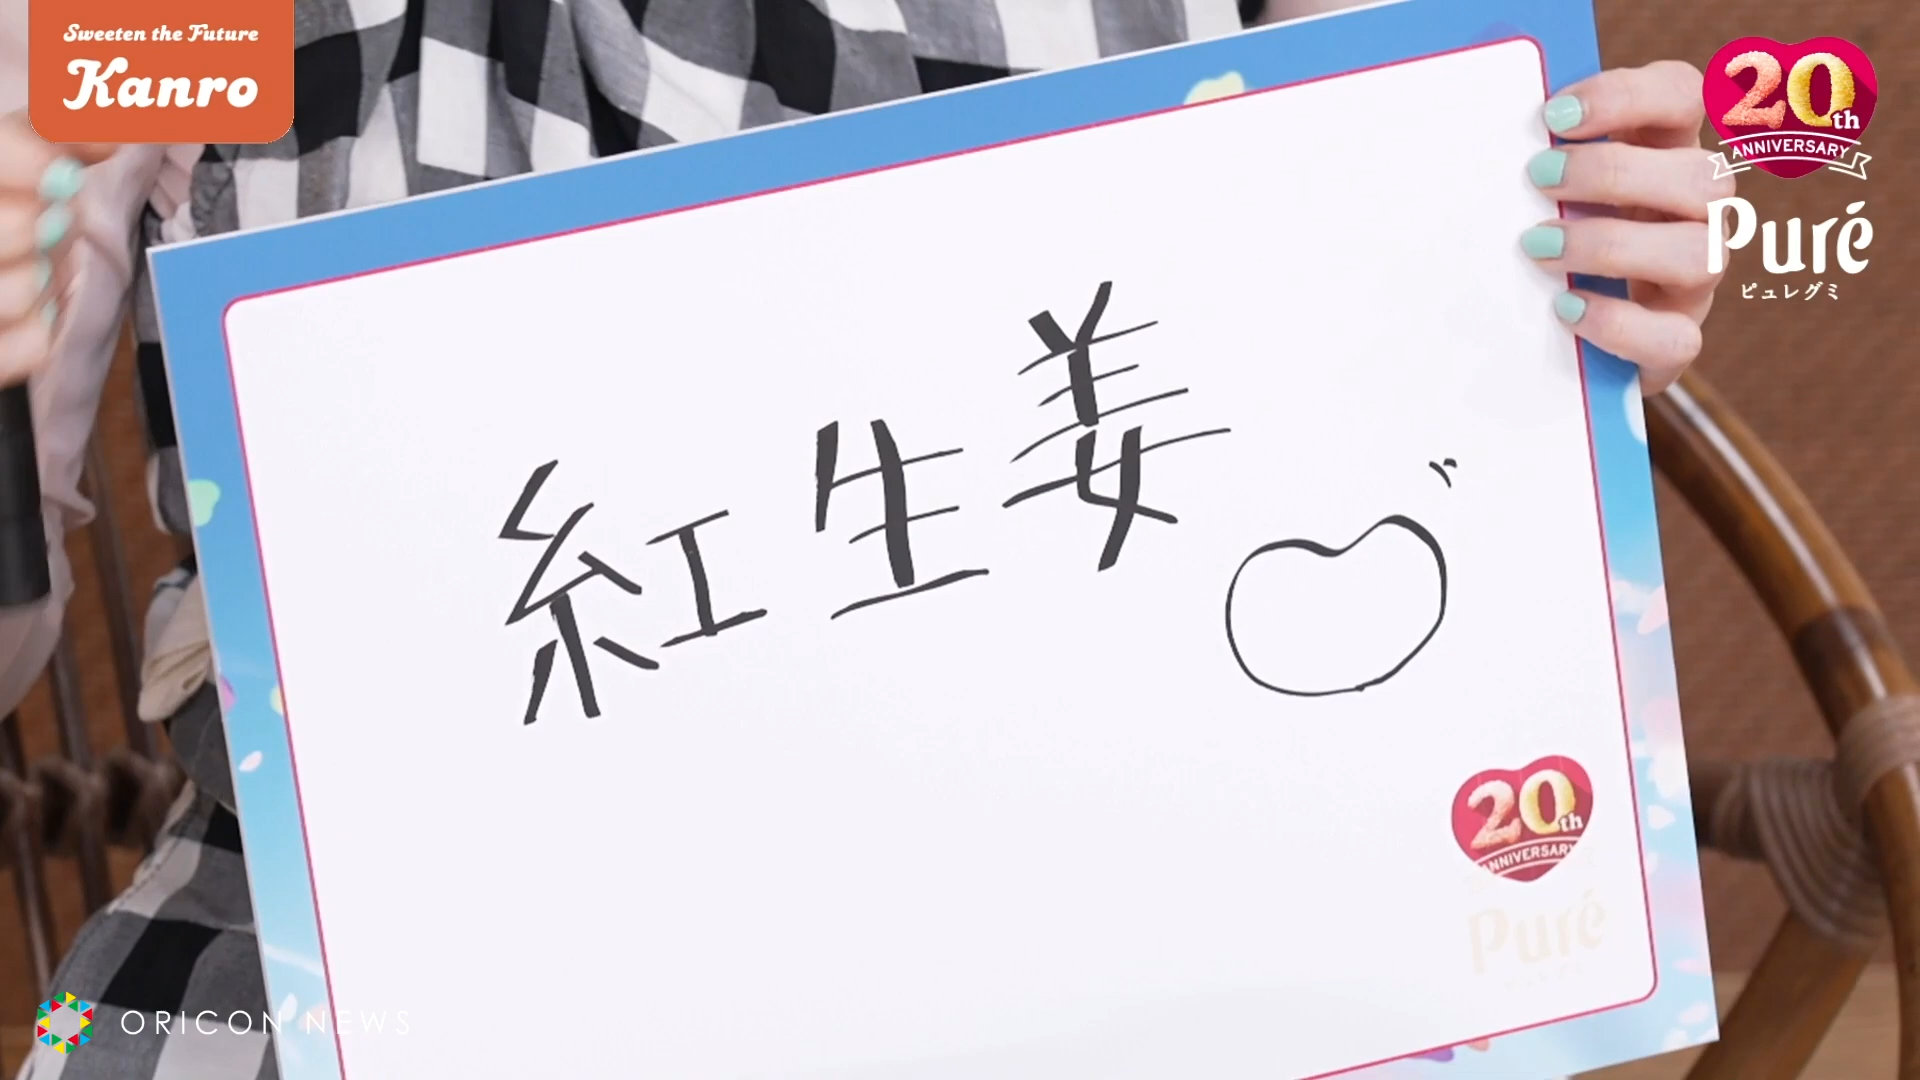 Sweeten the Future
Kanro
20th
ANNIVERSARY
Puré
ピュレグミ
紅生姜
20th
ANNIVERSARY
Puré
ORICON NEWS